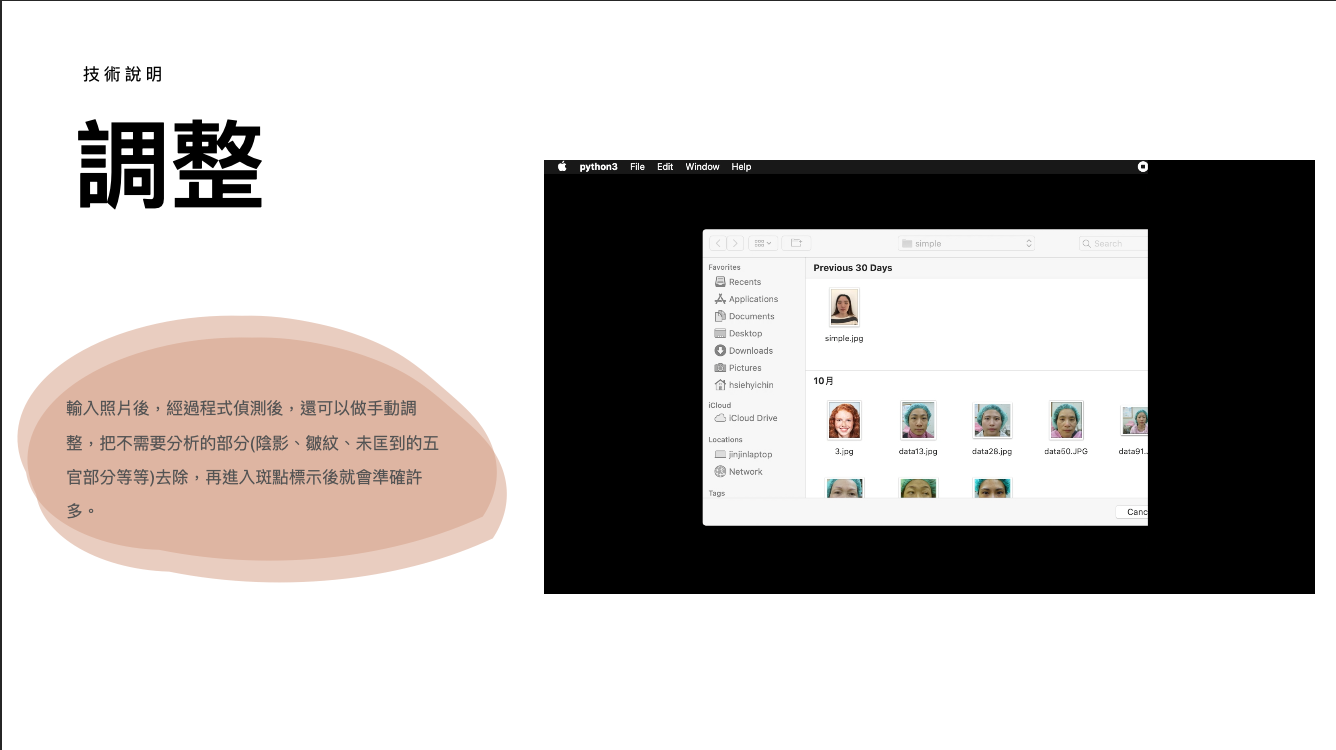 技術說明
調整
輸入照片後，經過程式偵測後，還可以做手動調
整，把不需要分析的部分(陰影、皺紋、未匡到的五
官部分等等)去除，再進入斑點標示後就會準確許
多。
python3 File Edit Window Help
simple
Search
Favorites
Recents
Applications
Documents
Desktop
Downloads
Pictures
hsiehyichin
iCloud
iCloud Drive
Locations
jinjinlaptop
Network
Tags
Previous 30 Days
simple.jpg
10月
3.jpg data13.jpg data28.jpg data50.JPG data91..
Canc